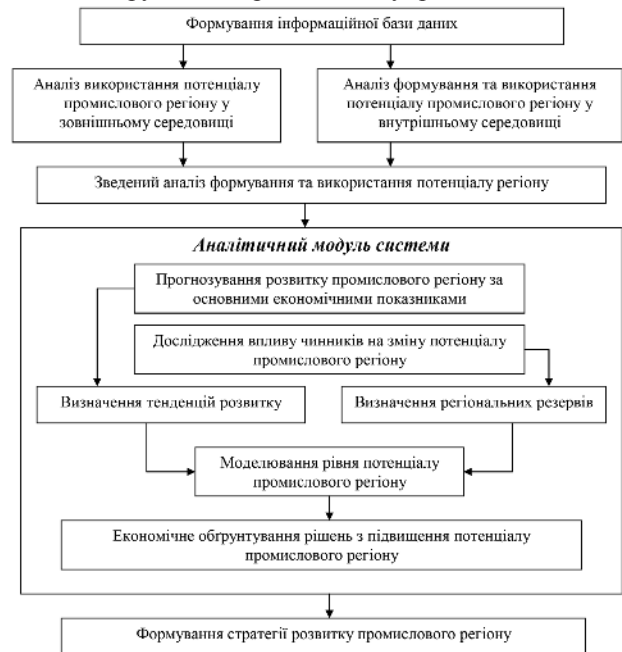 Формування інформаційної бази даних
Аналіз використання потенціалу
промислового регіону у
зовнішньому середовищі
Аналіз формування та використання
потенціалу промислового регіону у
внутрішньому середовищі
Зведений аналіз формування та використання потенціалу регіону
Аналітичний модуль системи
Прогнозування розвитку промислового регіону за
основними економічними показниками
Дослідження впливу чинників на зміну потенціалу
промислового регіону
Визначення тенденцій розвитку
Визначення регіональних резервів
Моделювання рівня потенціалу
промислового регіону
Економічне обґрунтування рішень з підвищення потенціалу
промислового регіону
Формування стратегії розвитку промислового регіону